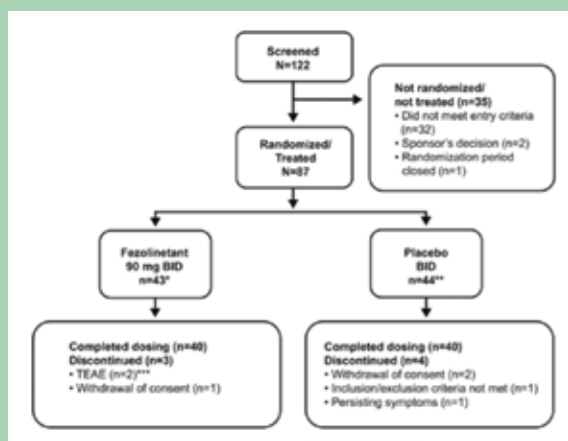 Screened
N=122
Not randomized/
not treated (n=35)
• Did not meet entry criteria
(n=32)
• Sponsor's decision (n=2)
• Randomization period
closed (n=1)
Randomized/
Treated
N=87
Fezolinetant
90 mg BID
n=43*
Placebo
BID
n=44**
Completed dosing (n=40)
Discontinued (n=3)
• TEAE (n=2)***
• Withdrawal of consent (n=1)
Completed dosing (n=40)
Discontinued (n=4)
• Withdrawal of consent (n=2)
• Inclusion/exclusion criteria not met (n=1)
• Persisting symptoms (n=1)